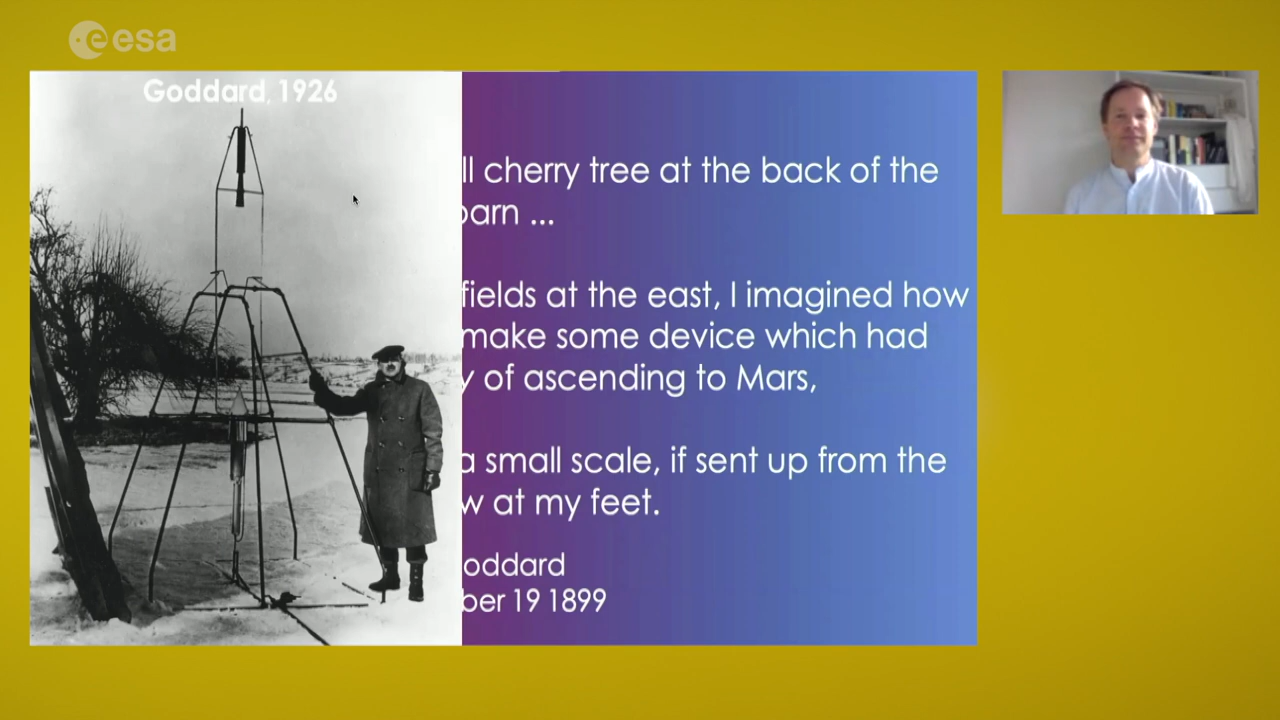 esa
Goddard, 1926
ll cherry tree at the back of the
barn ...
fields at the east, I imagined how
make some device which had
y of ascending to Mars,
a small scale, if sent up from the
w at my feet.
oddard
ber 19 1899